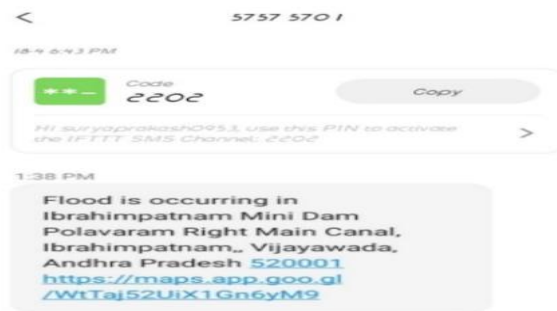 5757 5701
18-4 6:43 PM
Code
2202
Copy
Hi suryaprakash0953, use this PIN to activate
the IFTTT SMS Channel: 2202
1:38 PM
Flood is occurring in
Ibrahimpatnam Mini Dam
Polavaram Right Main Canal,
Ibrahimpatnam,, Vijayawada,
Andhra Pradesh 520001
https://maps.app.goo.gl
/WtTaj52UiX1Gn6yM9